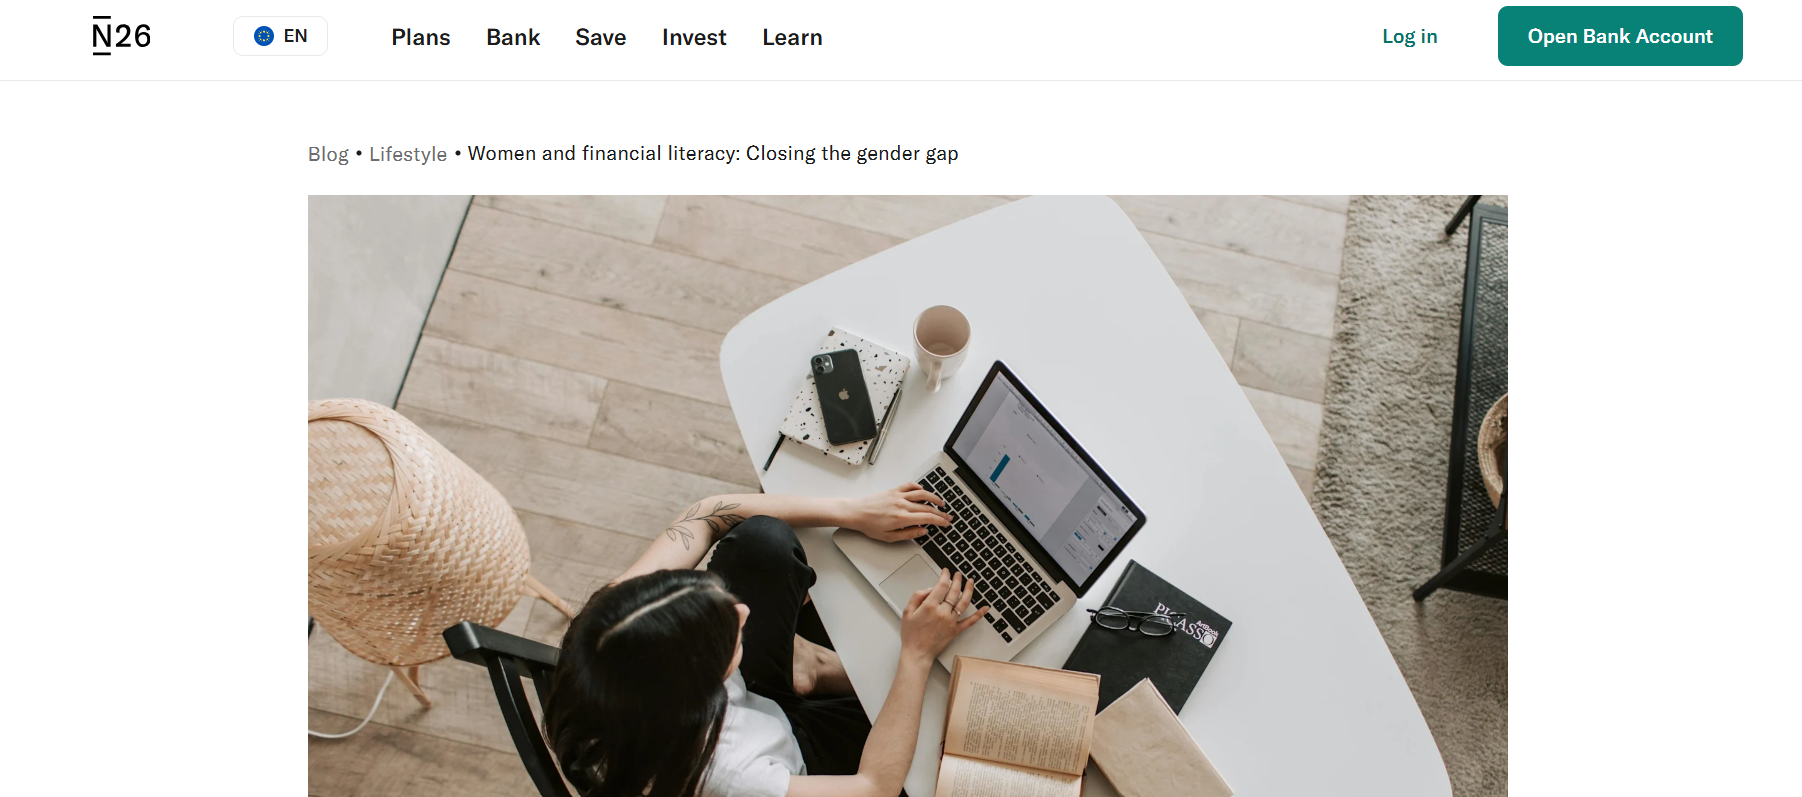 N26
EN
Plans
Bank
Save
Invest
Learn
Log in
Open Bank Account
Blog • Lifestyle • Women and financial literacy: Closing the gender gap
PICASSO
ArtBook